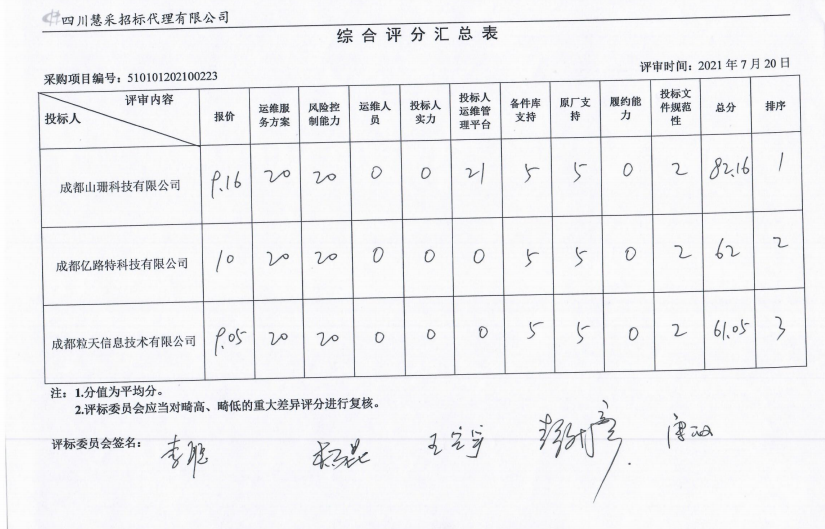 四川慧采招标代理有限公司
综合评分汇总表
采购项目编号：510101202100223
评审时间：2021年7月20日
评审内容
投标人
报价
运维服务方案
风险控制能力
运维人员
投标人实力
投标人运维管理平台
备件库支持
原厂支持
履约能力
投标文件规范性
总分
排序
成都山珊科技有限公司 9.16 20 20 0 0 21 5 5 0 2 82.16 1
成都亿路特科技有限公司 10 20 20 0 0 0 5 5 0 2 62 2
成都粒天信息技术有限公司 9.05 20 20 0 0 0 5 5 0 2 61.05 3
注：1.分值为平均分。
2.评标委员会应当对畸高、畸低的重大差异评分进行复核。
评标委员会签名：